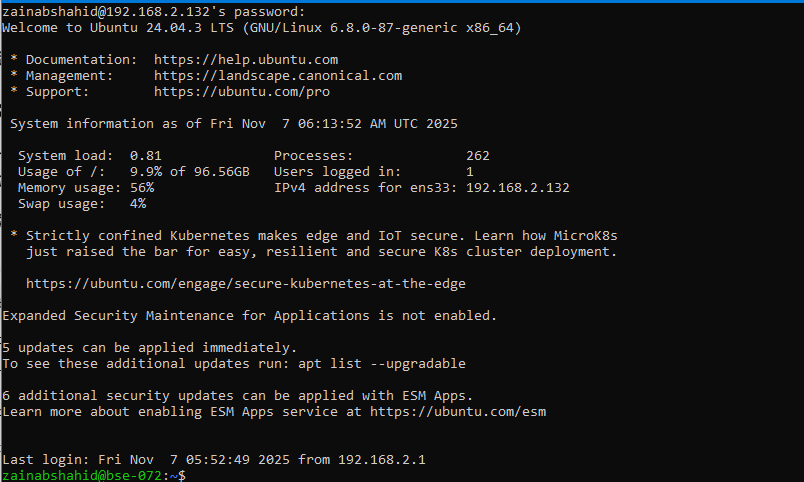 zainabshahid@192.168.2.132's password:
Welcome to Ubuntu 24.04.3 LTS (GNU/Linux 6.8.0-87-generic x86_64)
* Documentation:  https://help.ubuntu.com
* Management:     https://landscape.canonical.com
* Support:        https://ubuntu.com/pro
System information as of Fri Nov  7 06:13:52 AM UTC 2025
System load:  0.81               Processes:              262
Usage of /:   9.9% of 96.56GB   Users logged in:        1
Memory usage: 56%                IPv4 address for ens33: 192.168.2.132
Swap usage:   4%
* Strictly confined Kubernetes makes edge and IoT secure. Learn how MicroK8s
just raised the bar for easy, resilient and secure K8s cluster deployment.
https://ubuntu.com/engage/secure-kubernetes-at-the-edge
Expanded Security Maintenance for Applications is not enabled.
5 updates can be applied immediately.
To see these additional updates run: apt list --upgradable
6 additional security updates can be applied with ESM Apps.
Learn more about enabling ESM Apps service at https://ubuntu.com/esm
Last login: Fri Nov  7 05:52:49 2025 from 192.168.2.1
zainabshahid@bse-072:~$